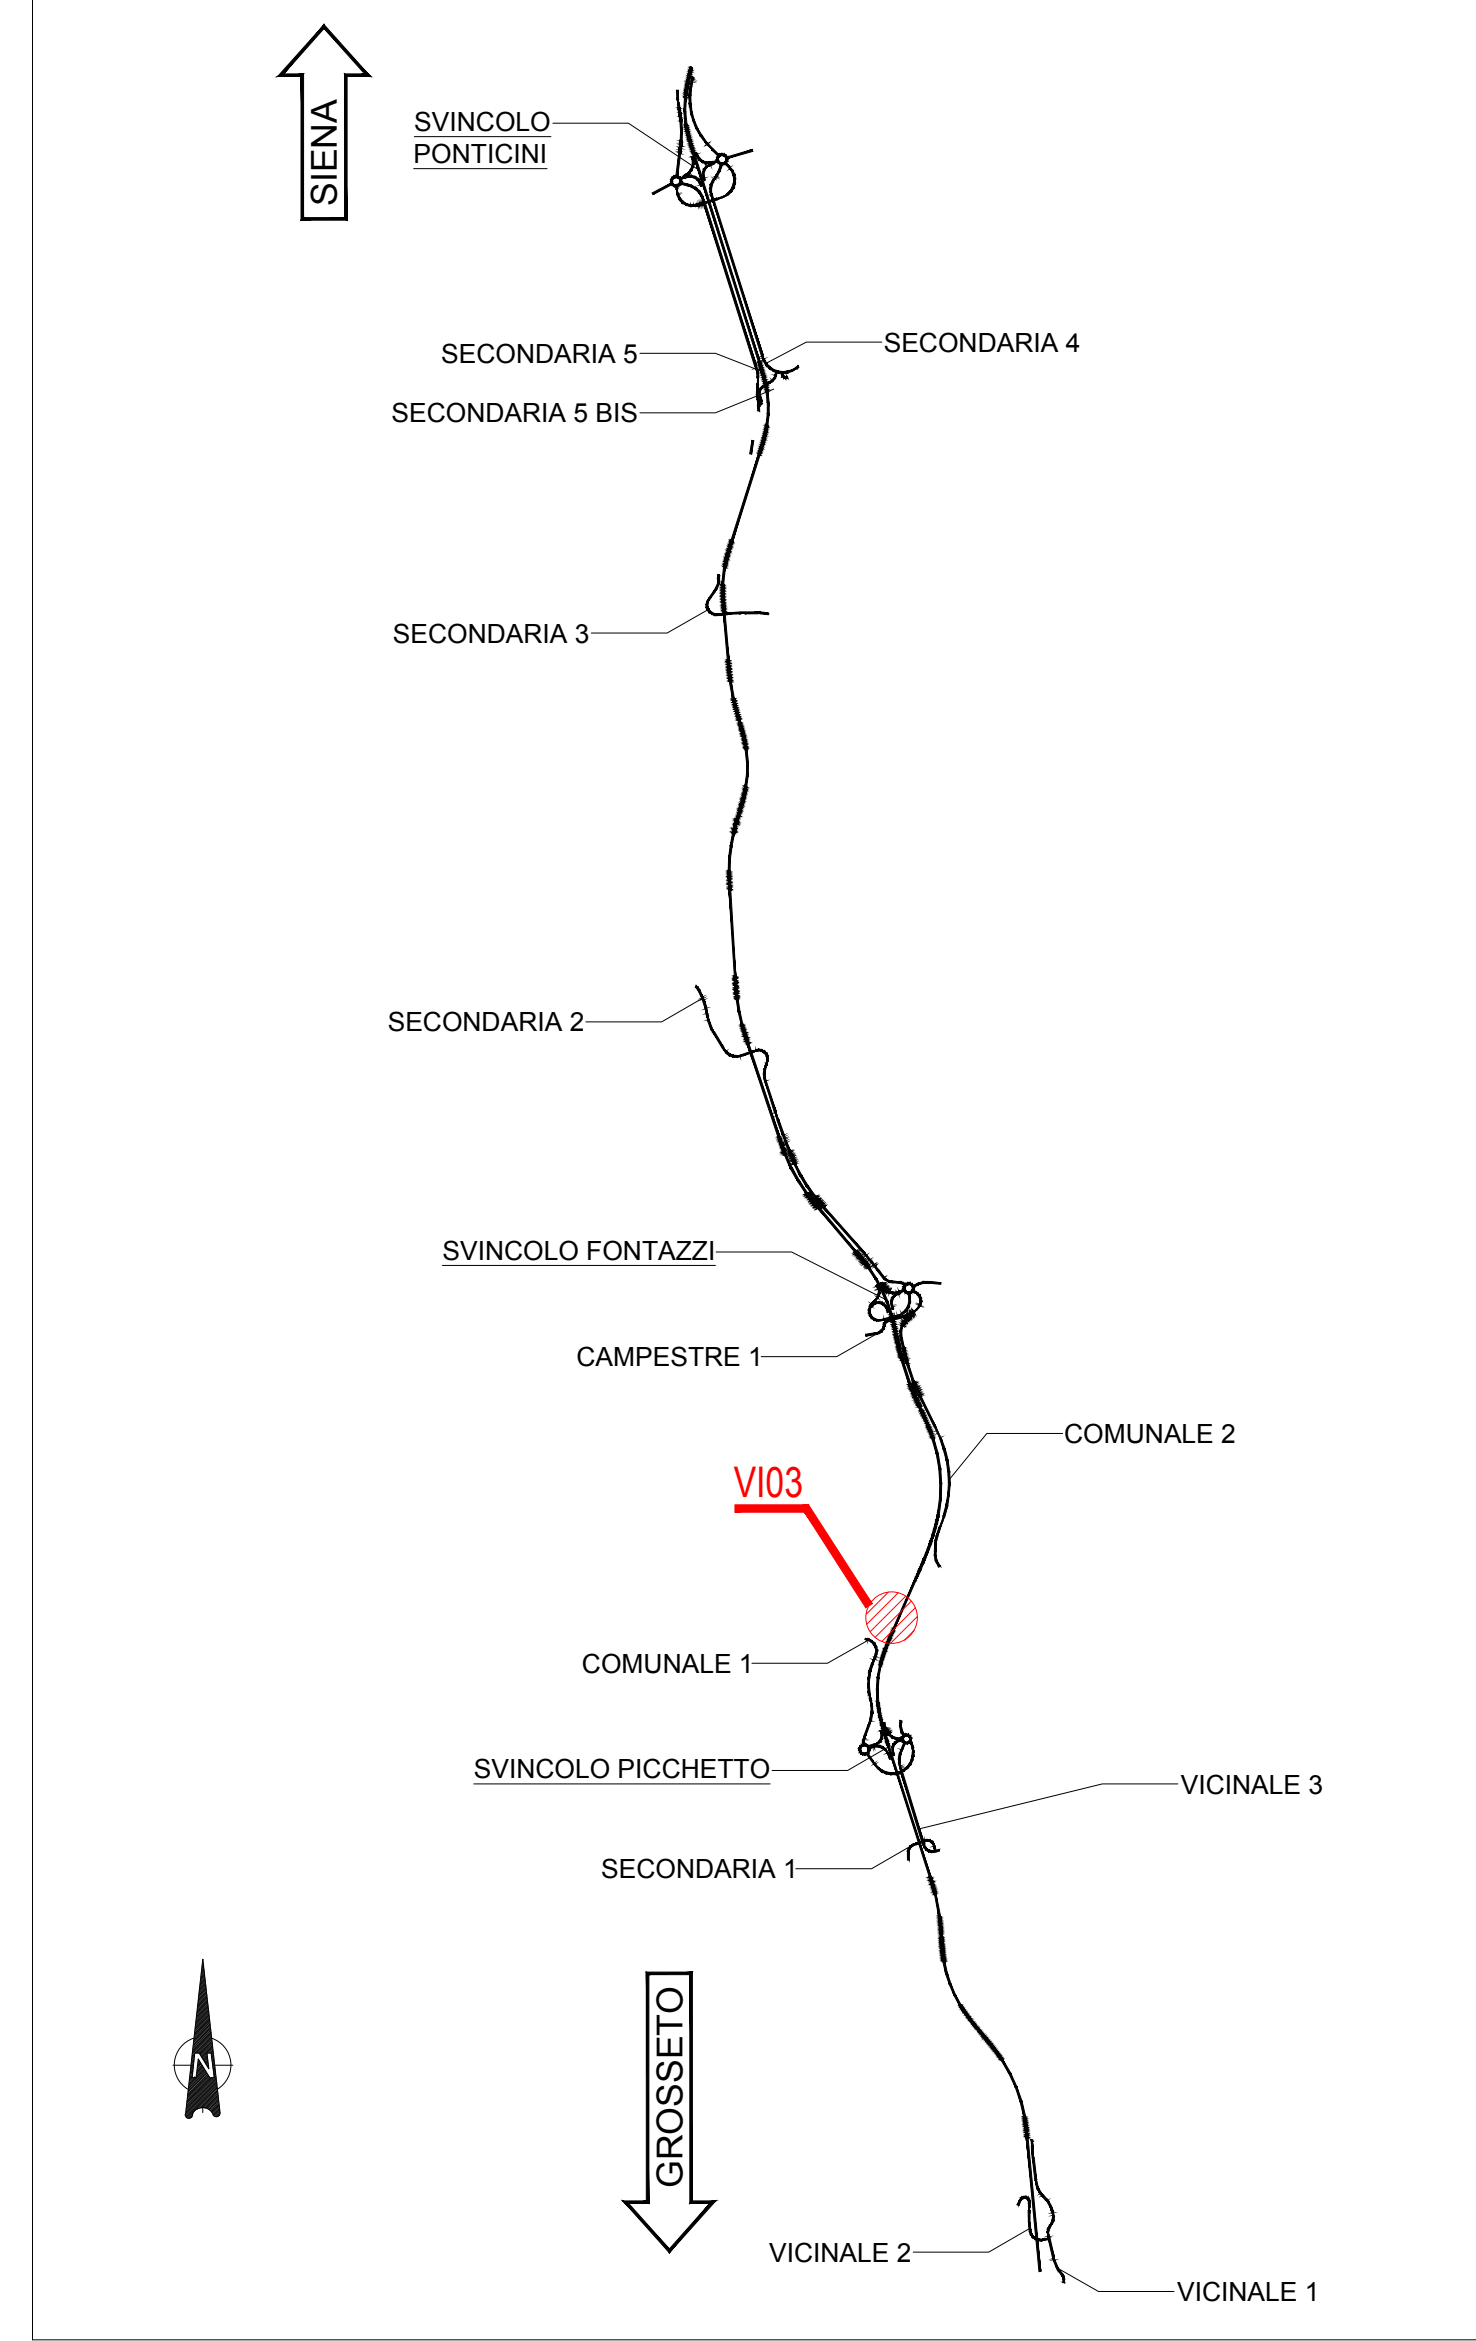 SIENA
SVINCOLO
PONTICINI
SECONDARIA 4
SECONDARIA 5
SECONDARIA 5 BIS
SECONDARIA 3
SECONDARIA 2
SVINCOLO FONTAZZI
CAMPESTRE 1
COMUNALE 2
VI03
COMUNALE 1
SVINCOLO PICCHETTO
VICINALE 3
SECONDARIA 1
N
GROSSETO
VICINALE 2
VICINALE 1